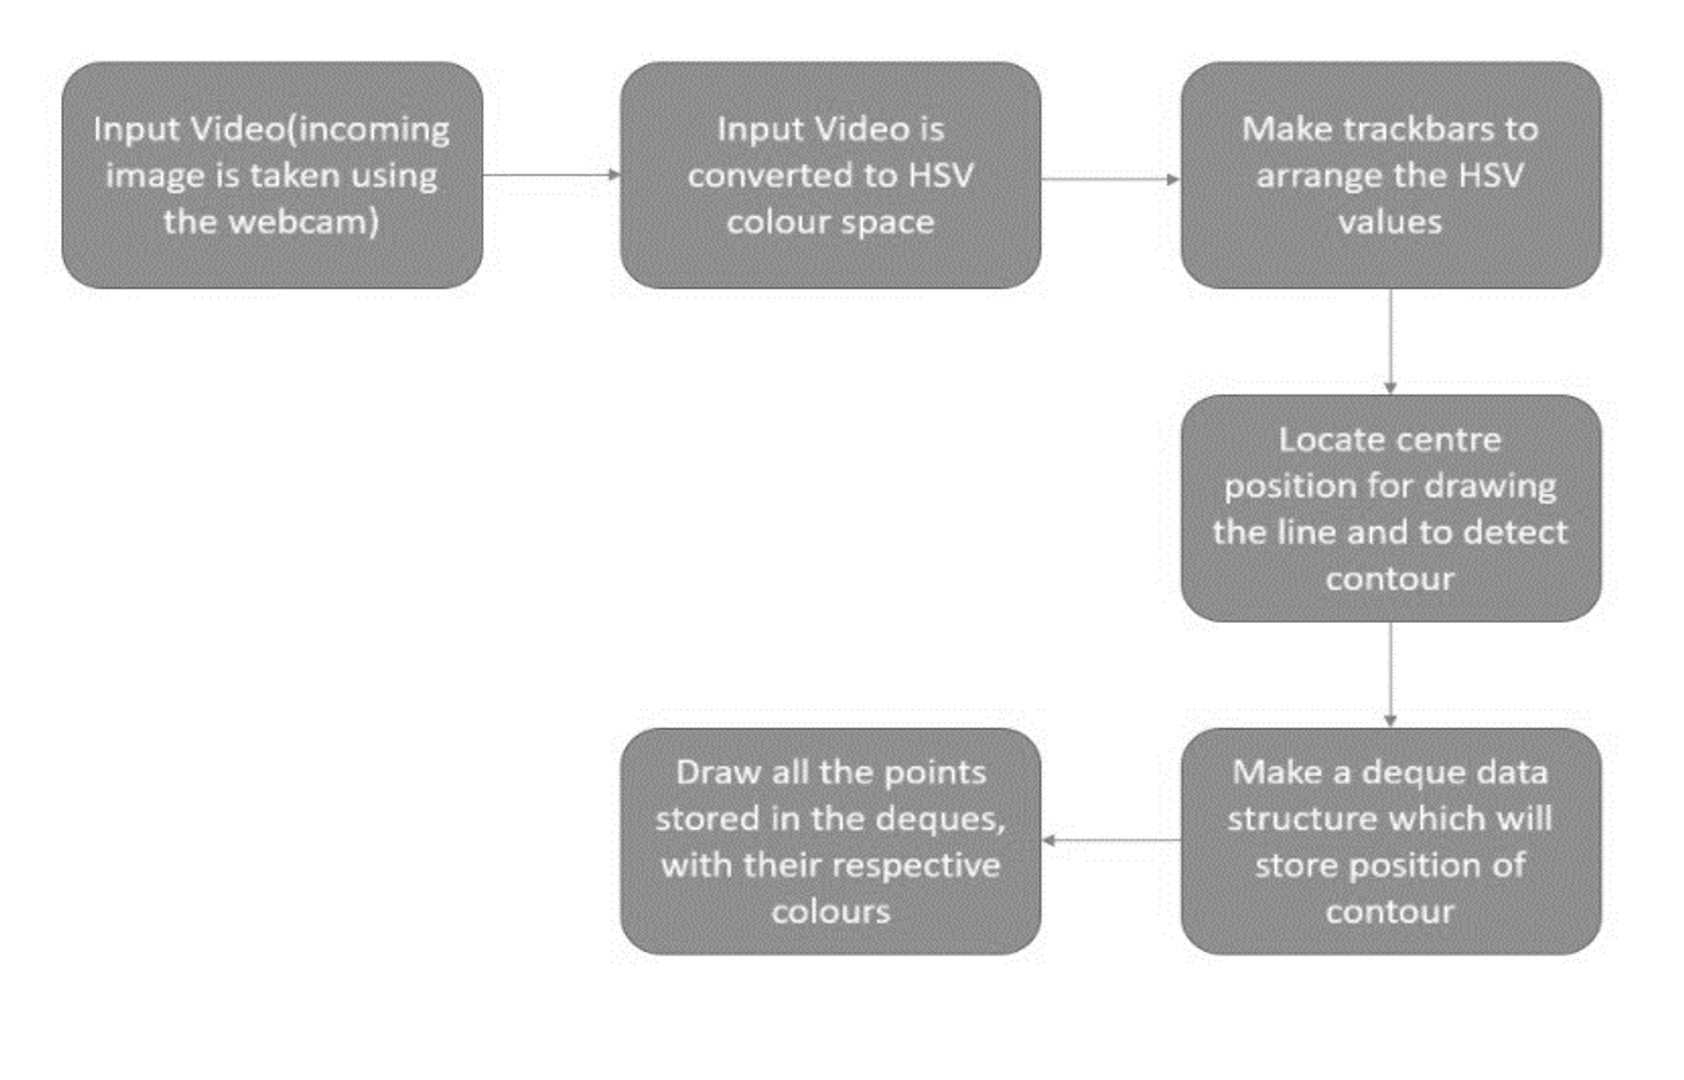 Input Video(incoming
image is taken using
the webcam)
Input Video is
converted to HSV
colour space
Make trackbars to
arrange the HSV
values
Locate centre
position for drawing
the line and to detect
contour
Make a deque data
structure which will
store position of
contour
Draw all the points
stored in the deques,
with their respective
colours